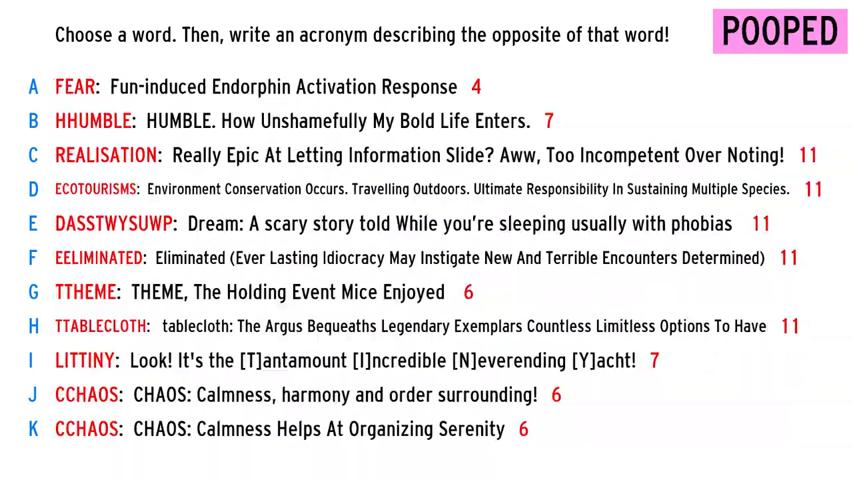 Choose a word. Then, write an acronym describing the opposite of that word! POOPED
A FEAR: Fun-induced Endorphin Activation Response 4
B HHUMBLE: HUMBLE. How Unshamefully My Bold Life Enters. 7
C REALISATION: Really Epic At Letting Information Slide? Aww, Too Incompetent Over Noting! 11
D ECOTOURISMS: Environment Conservation Occurs. Travelling Outdoors. Ultimate Responsibility In Sustaining Multiple Species. 11
E DASSTWYSUWP: Dream: A scary story told While you're sleeping usually with phobias 11
F EELIMINATED: Eliminated (Ever Lasting Idiocracy May Instigate New And Terrible Encounters Determined) 11
G TTHEME: THEME, The Holding Event Mice Enjoyed 6
H TTABLECLOTH: tablecloth: The Argus Bequeaths Legendary Exemplars Countless Limitless Options To Have 11
I LITTINY: Look! It's the [T]antamount [I]ncredible [N]everending [Y]acht! 7
J CCHAOS: CHAOS: Calmness, harmony and order surrounding! 6
K CCHAOS: CHAOS: Calmness Helps At Organizing Serenity 6